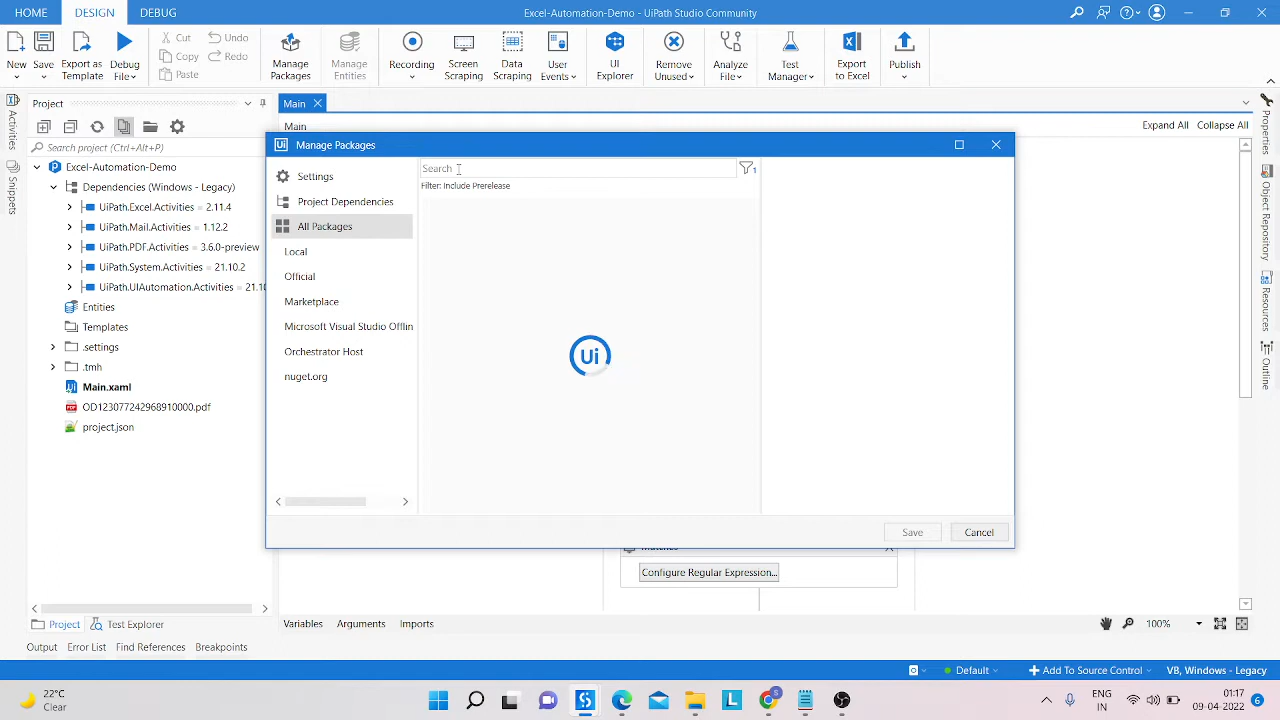 HOME DESIGN DEBUG Excel-Automation-Demo - UiPath Studio Community
New
Save
Export as Template
Debug File
Cut
Copy
Paste
Undo
Redo
Manage Packages
Manage Entities
Recording
Screen Scraping
Data Scraping
User Events
UI Explorer
Remove Unused
Analyze File
Test Manager
Export to Excel
Publish
Activities
Snippets
Project
Search project (Ctrl+Alt+P)
Excel-Automation-Demo
Dependencies (Windows - Legacy)
UiPath.Excel.Activities = 2.11.4
UiPath.Mail.Activities = 1.12.2
UiPath.PDF.Activities = 3.6.0-preview
UiPath.System.Activities = 21.10.2
UiPath.UIAutomation.Activities = 21.10
Entities
Templates
.settings
.tmh
Main.xaml
OD123077242968910000.pdf
project.json
Project Test Explorer
Main
Main
Expand All Collapse All
Ui Manage Packages
Settings
Project Dependencies
All Packages
Local
Official
Marketplace
Microsoft Visual Studio Offlin
Orchestrator Host
nuget.org
Search
1
Filter: Include Prerelease
Ui
Save Cancel
Matches
Configure Regular Expression...
Variables Arguments Imports
100%
Properties
Object Repository
Resources
Outline
Output Error List Find References Breakpoints
Default Add To Source Control VB, Windows - Legacy
22°C
Clear
L
S
ENG
IN
01:17
09-04-2022
6